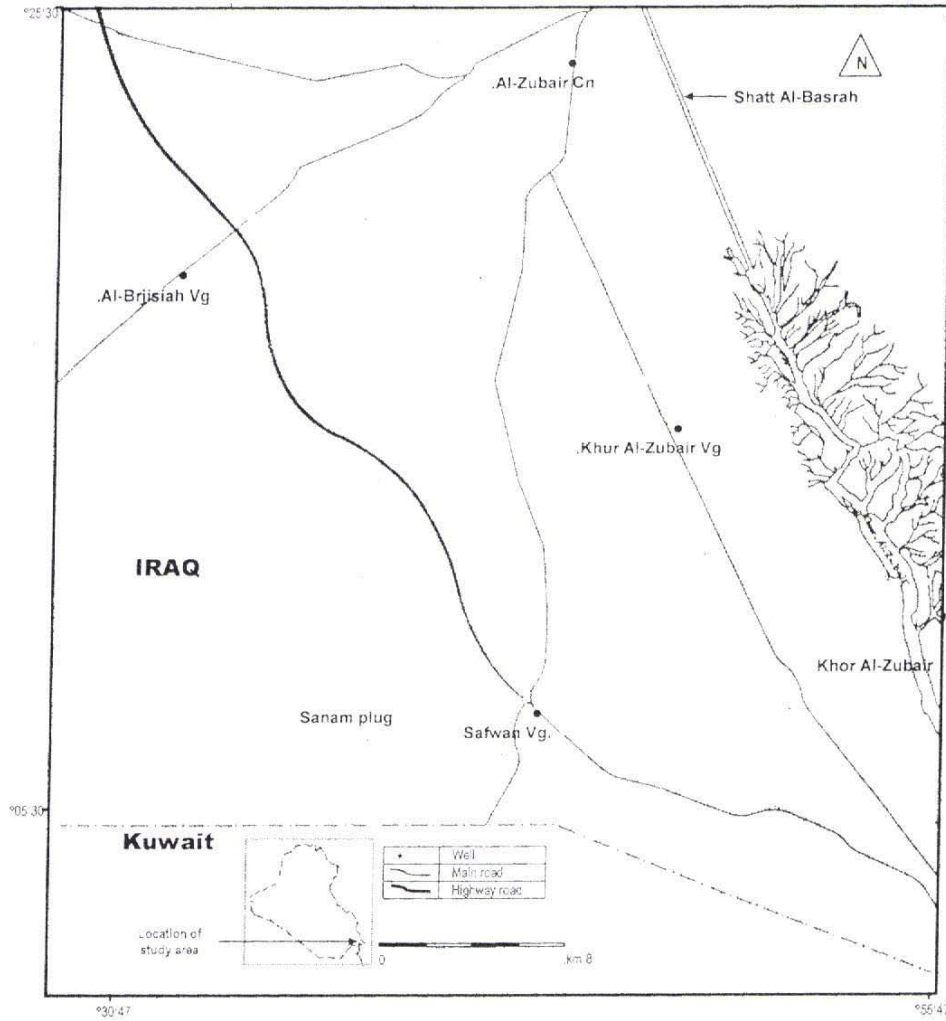 °25'30
N
.Al-Zubair Cn
Shatt Al-Basrah
.Al-Brjisiah Vg
.Khur Al-Zubair Vg
IRAQ
Khor Al-Zubair
Sanam plug
Safwan Vg.
°05'30
Kuwait
Well
Main road
Highway road
Location of
study area
0
.km 8
°30'47
°55'47